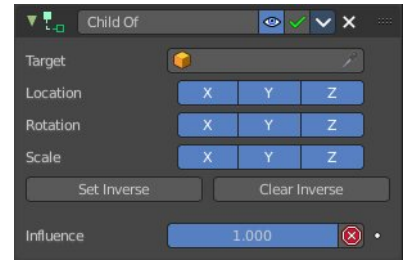 Child Of
Target
Location X Y Z
Rotation X Y Z
Scale X Y Z
Set Inverse Clear Inverse
Influence 1.000